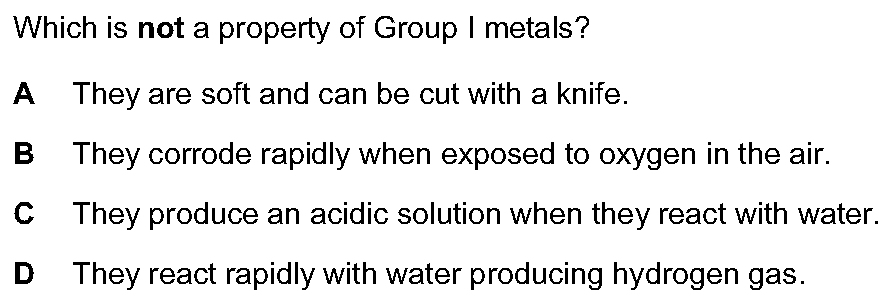 Which is not a property of Group I metals?
A They are soft and can be cut with a knife.
B They corrode rapidly when exposed to oxygen in the air.
C They produce an acidic solution when they react with water.
D They react rapidly with water producing hydrogen gas.